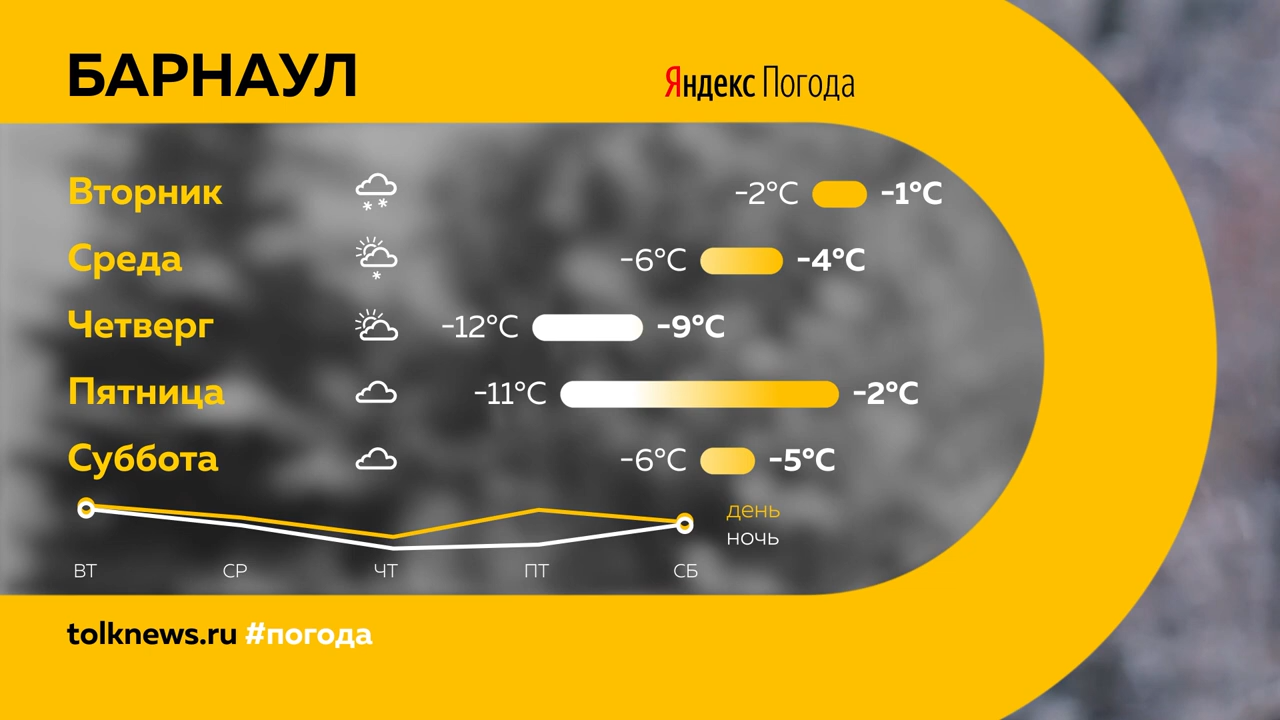 БАРНАУЛ
Яндекс Погода
Вторник -2°C -1°C
Среда -6°C -4°C
Четверг -12°C -9°C
Пятница -11°C -2°C
Суббота -6°C -5°C
день
ночь
ВТ СР ЧТ ПТ СБ
tolknews.ru #погода